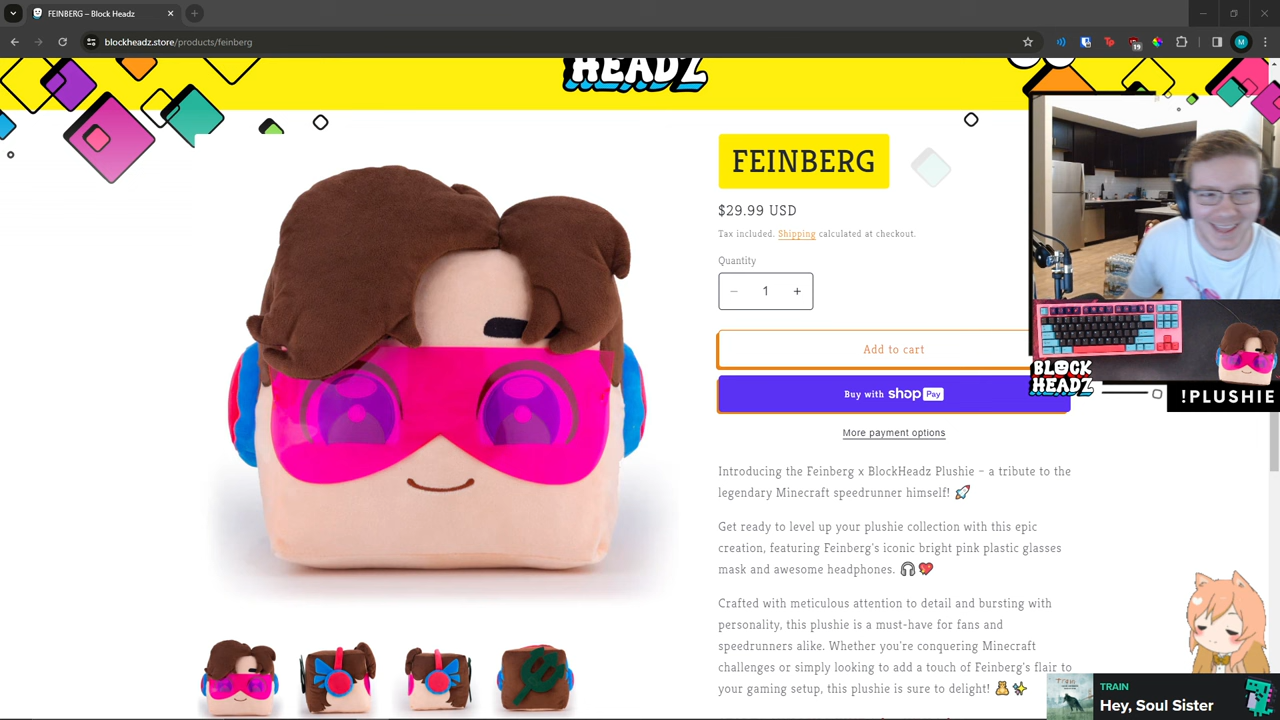 FEINBERG – Block Headz
blockheadz.store/products/feinberg
19
M
HEADZ
FEINBERG
$29.99 USD
Tax included. Shipping calculated at checkout.
Quantity
− 1 +
Add to cart
Buy with shop Pay
More payment options
BLOCK
HEADZ
!PLUSHIE
Introducing the Feinberg x BlockHeadz Plushie – a tribute to the
legendary Minecraft speedrunner himself! 🚀
Get ready to level up your plushie collection with this epic
creation, featuring Feinberg's iconic bright pink plastic glasses
mask and awesome headphones. 🎧💖
Crafted with meticulous attention to detail and bursting with
personality, this plushie is a must-have for fans and
speedrunners alike. Whether you're conquering Minecraft
challenges or simply looking to add a touch of Feinberg's flair to
your gaming setup, this plushie is sure to delight! 🧸✨
TRAIN
Hey, Soul Sister